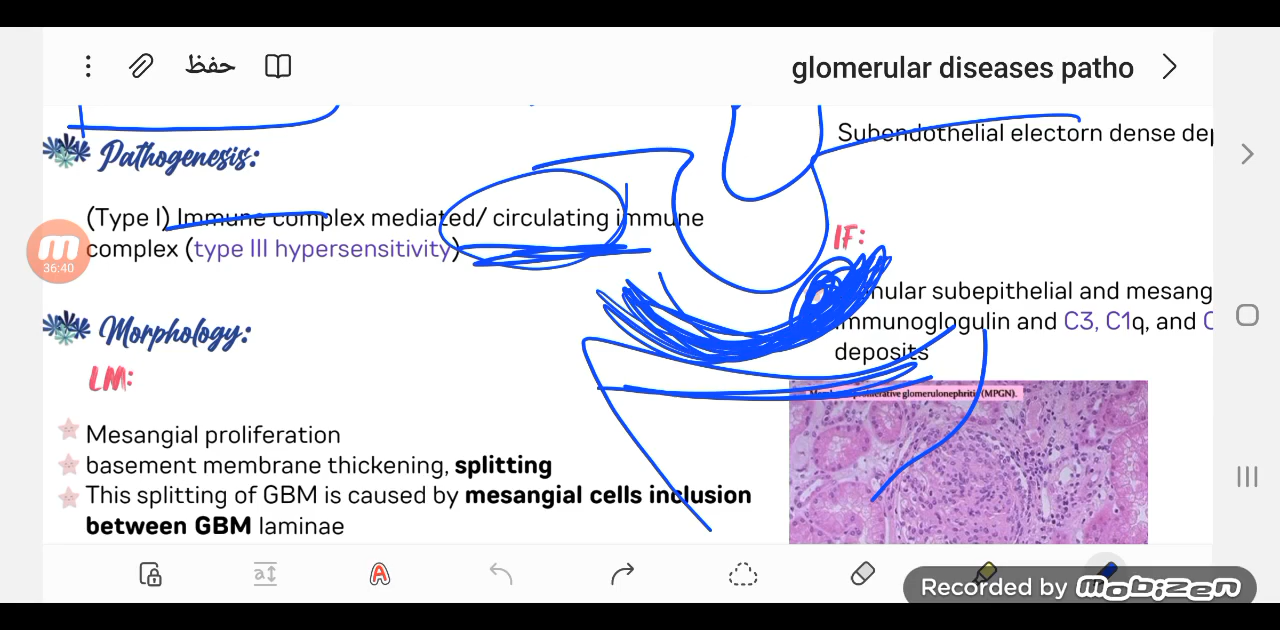 حفظ
glomerular diseases patho
Pathogenesis:
(Type I) Immune complex mediated/ circulating immune
complex (type III hypersensitivity)
Morphology:
LM:
Mesangial proliferation
basement membrane thickening, splitting
This splitting of GBM is caused by mesangial cells inclusion
between GBM laminae
Subendothelial electorn dense dep
IF:
subepithelial and mesang
immunoglogulin and C3, C1q, and C
deposits
glomerulonephritis (MPGN).
36:40
Recorded by mobizen